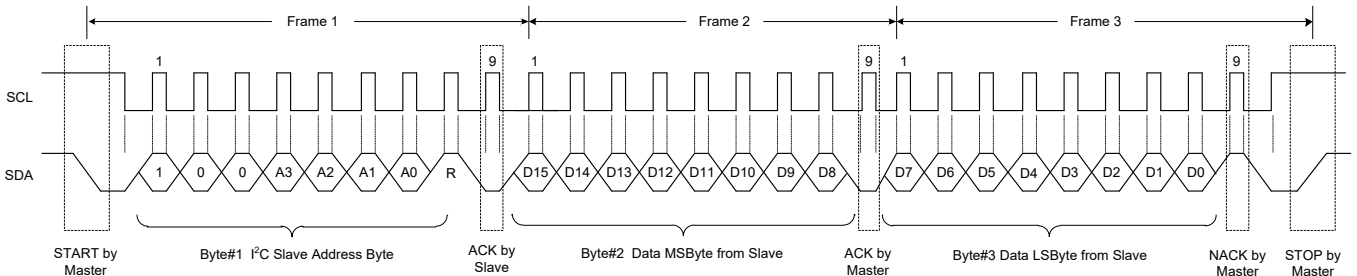 Frame 1 Frame 2 Frame 3
1 9 1 9 1 9
SCL
SDA 1 0 0 A3 A2 A1 A0 R D15 D14 D13 D12 D11 D10 D9 D8 D7 D6 D5 D4 D3 D2 D1 D0
START by
Master
Byte#1 I²C Slave Address Byte
ACK by
Slave
Byte#2 Data MSByte from Slave
ACK by
Master
Byte#3 Data LSByte from Slave
NACK by
Master
STOP by
Master